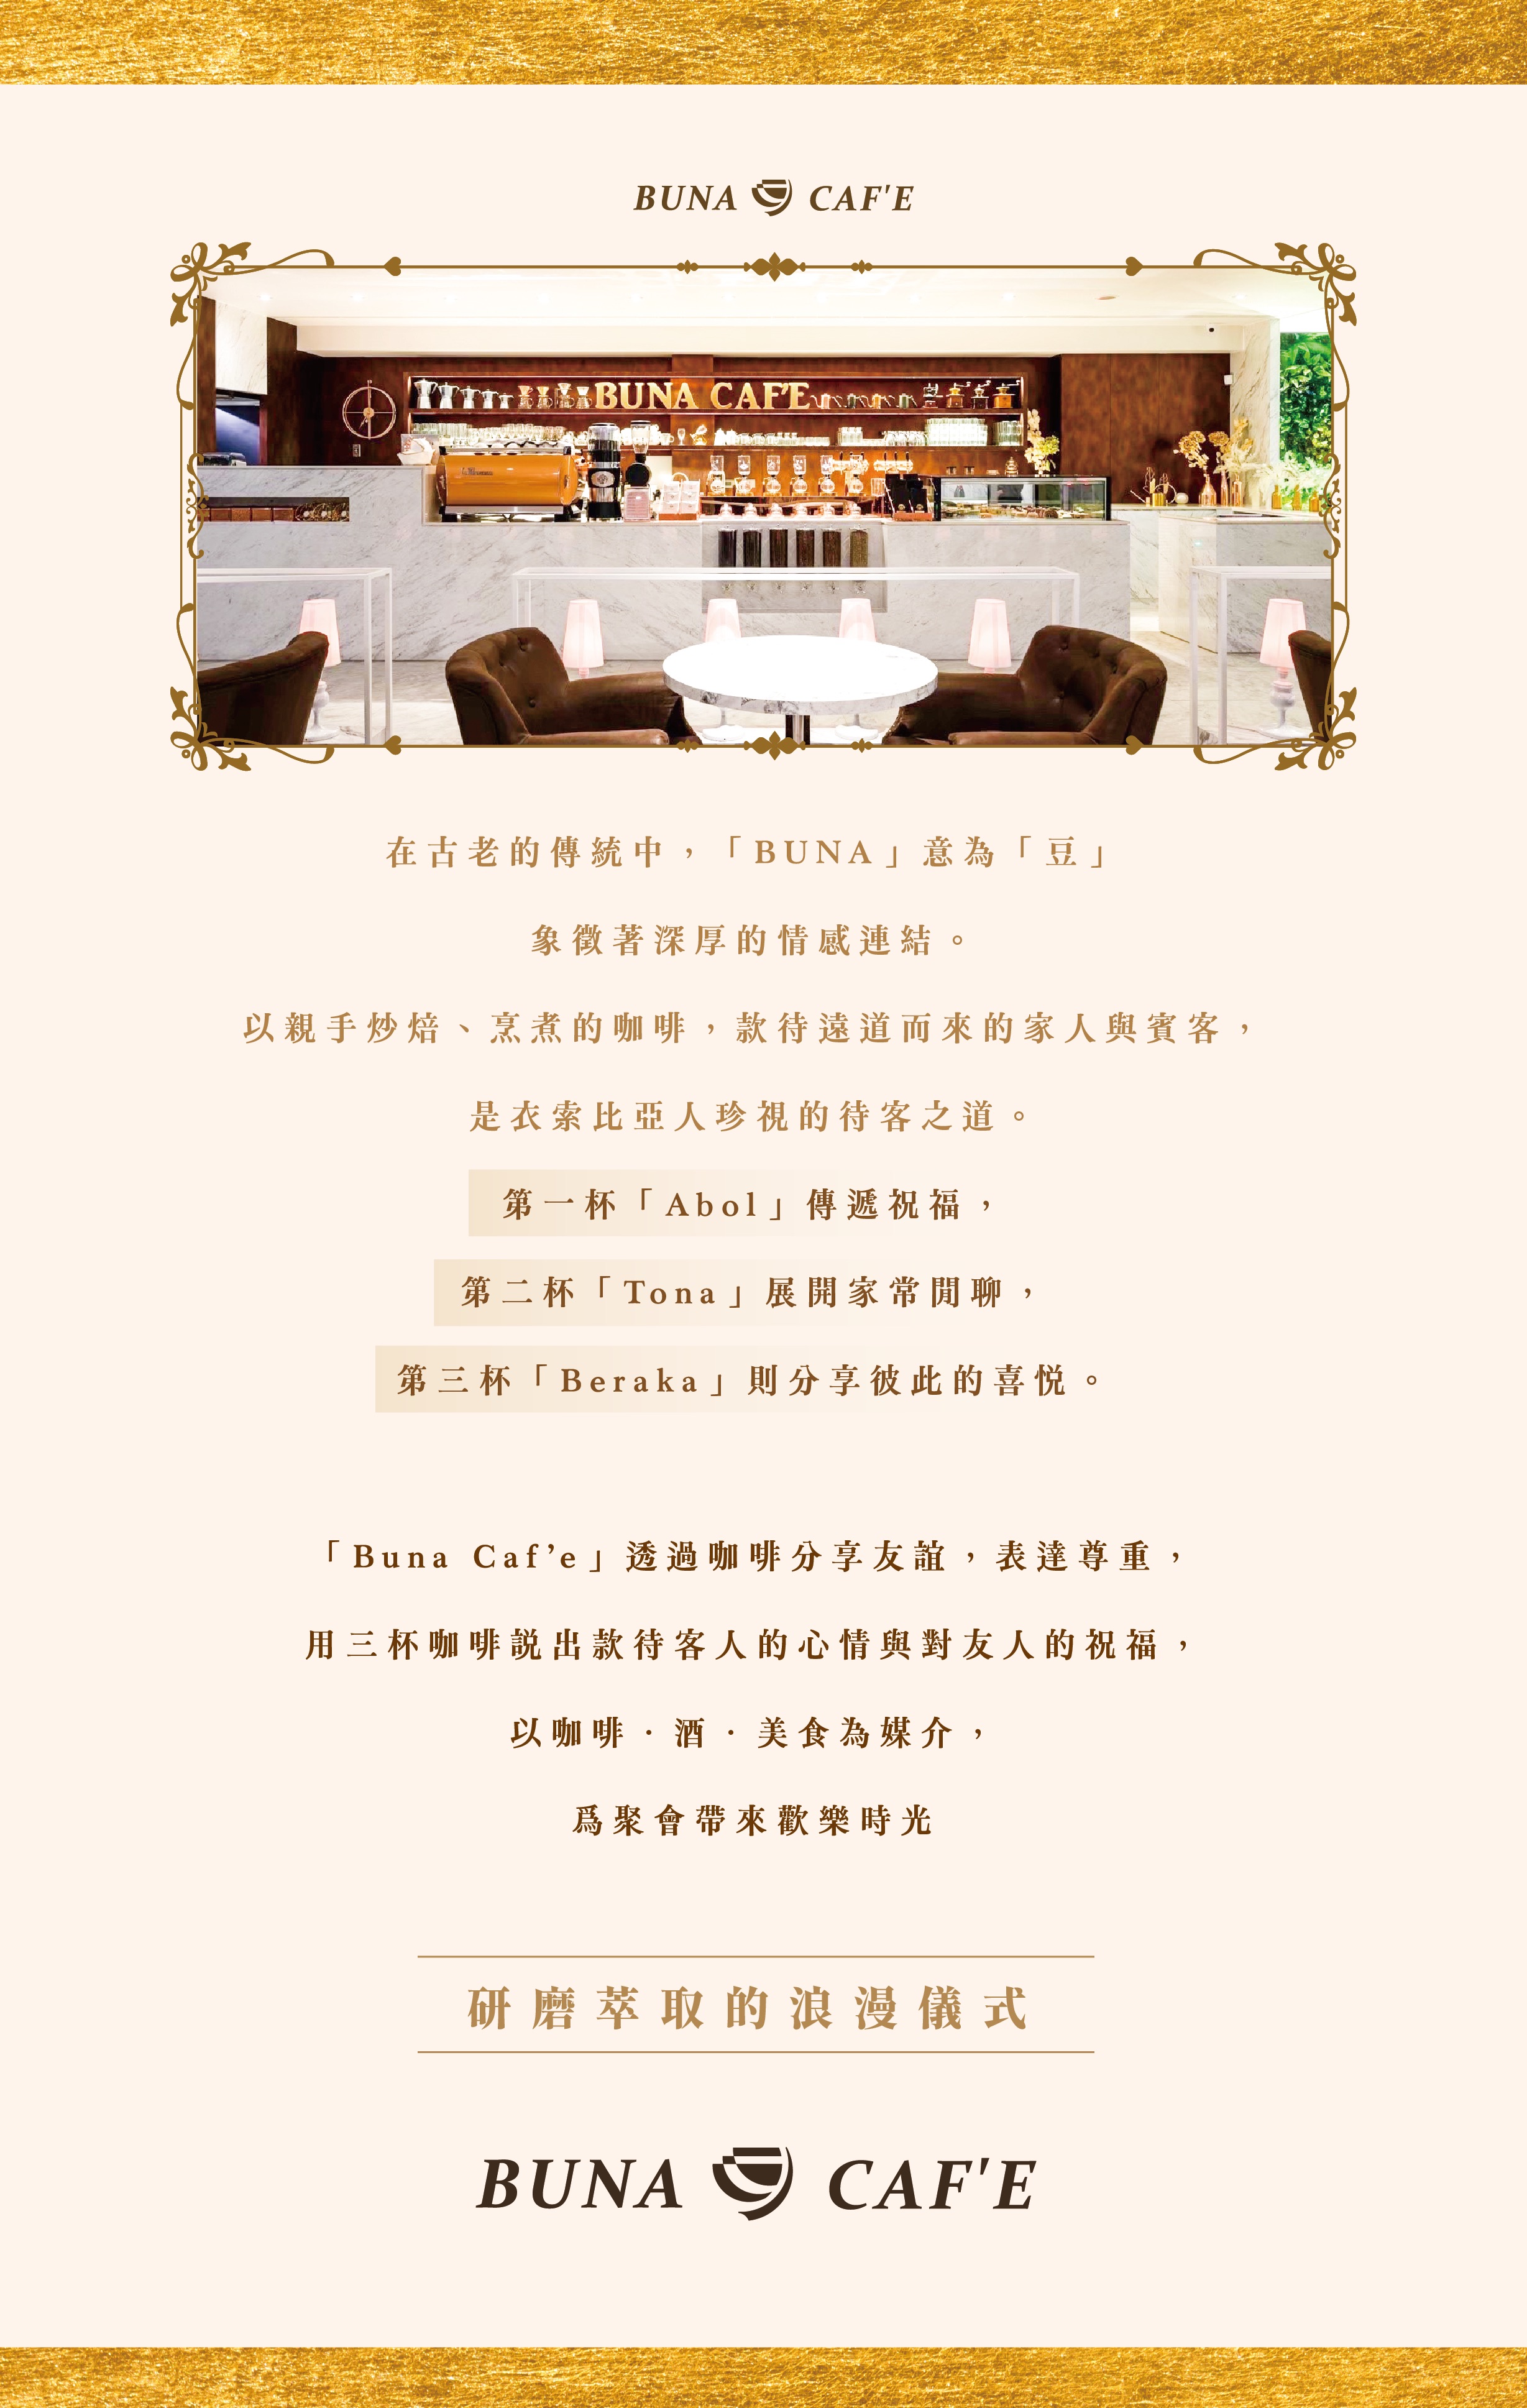 BUNA CAF'E
BUNA CAF'E
在古老的傳統中，「BUNA」意為「豆」
象徵著深厚的情感連結。
以親手炒焙、烹煮的咖啡，款待遠道而來的家人與賓客，
是衣索比亞人珍視的待客之道。
第一杯「Abol」傳遞祝福，
第二杯「Tona」展開家常閒聊，
第三杯「Beraka」則分享彼此的喜悅。
「Buna Caf’e」透過咖啡分享友誼，表達尊重，
用三杯咖啡說出款待客人的心情與對友人的祝福，
以咖啡．酒．美食為媒介，
爲聚會帶來歡樂時光
研磨萃取的浪漫儀式
BUNA CAF'E